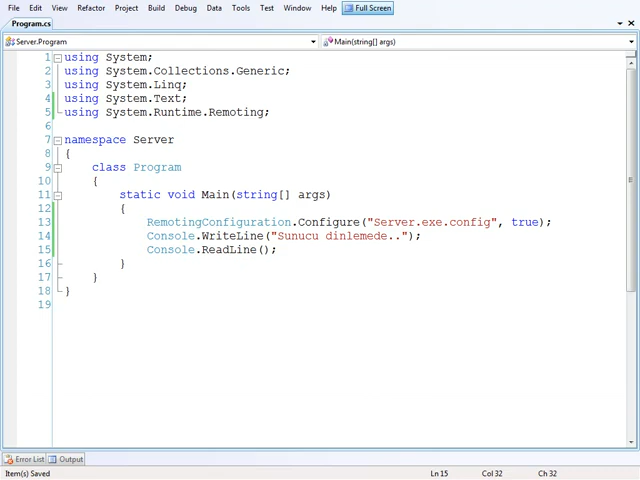 File Edit View Refactor Project Build Debug Data Tools Test Window Help Full Screen
Program.cs
Server.Program Main(string[] args)
1 using System;
2 using System.Collections.Generic;
3 using System.Linq;
4 using System.Text;
5 using System.Runtime.Remoting;
6
7 namespace Server
8 {
9 class Program
10 {
11 static void Main(string[] args)
12 {
13 RemotingConfiguration.Configure("Server.exe.config", true);
14 Console.WriteLine("Sunucu dinlemede..");
15 Console.ReadLine();
16 }
17 }
18 }
19
Error List Output
Item(s) Saved Ln 15 Col 32 Ch 32